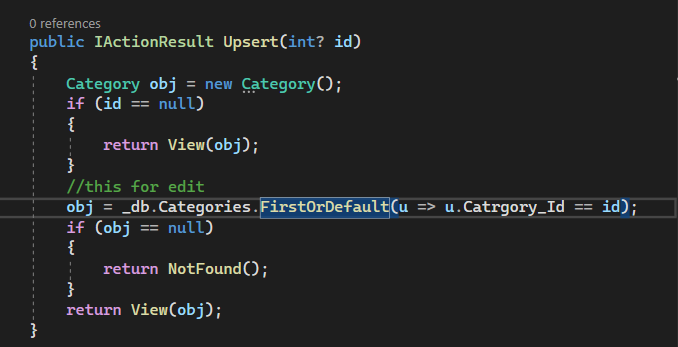 0 references
public IActionResult Upsert(int? id)
{
Category obj = new Category();
if (id == null)
{
return View(obj);
}
//this for edit
obj = _db.Categories.FirstOrDefault(u => u.Catrgory_Id == id);
if (obj == null)
{
return NotFound();
}
return View(obj);
}